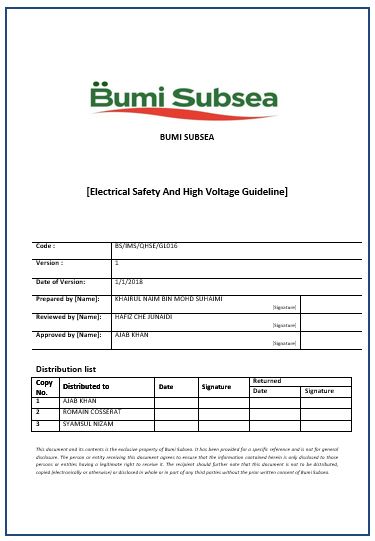 Bumi Subsea
BUMI SUBSEA
[Electrical Safety And High Voltage Guideline]
Code : BS/IMS/QHSE/GL016
Version : 1
Date of Version: 1/1/2018
Prepared by [Name]: KHAIRUL NAIM BIN MOHD SUHAIMI
[Signature]
Reviewed by [Name]: HAFIZ CHE JUNAIDI
[Signature]
Approved by [Name]: AJAB KHAN
[Signature]
Distribution list
Copy No. Distributed to Date Signature Returned
Date Signature
1 AJAB KHAN
2 ROMAIN COSSERAT
3 SYAMSUL NIZAM
This document and its contents is the exclusive property of Bumi Subsea. It has been provided for a specific reference and is not for general
disclosure. The person or entity receiving this document agrees to ensure that the information contained herein is only disclosed to those
persons or entities having a legitimate right to receive it. The recipient should further note that this document is not to be distributed,
copied (electronically or otherwise) or disclosed in whole or in part of any third parties without the prior written consent of Bumi Subsea.